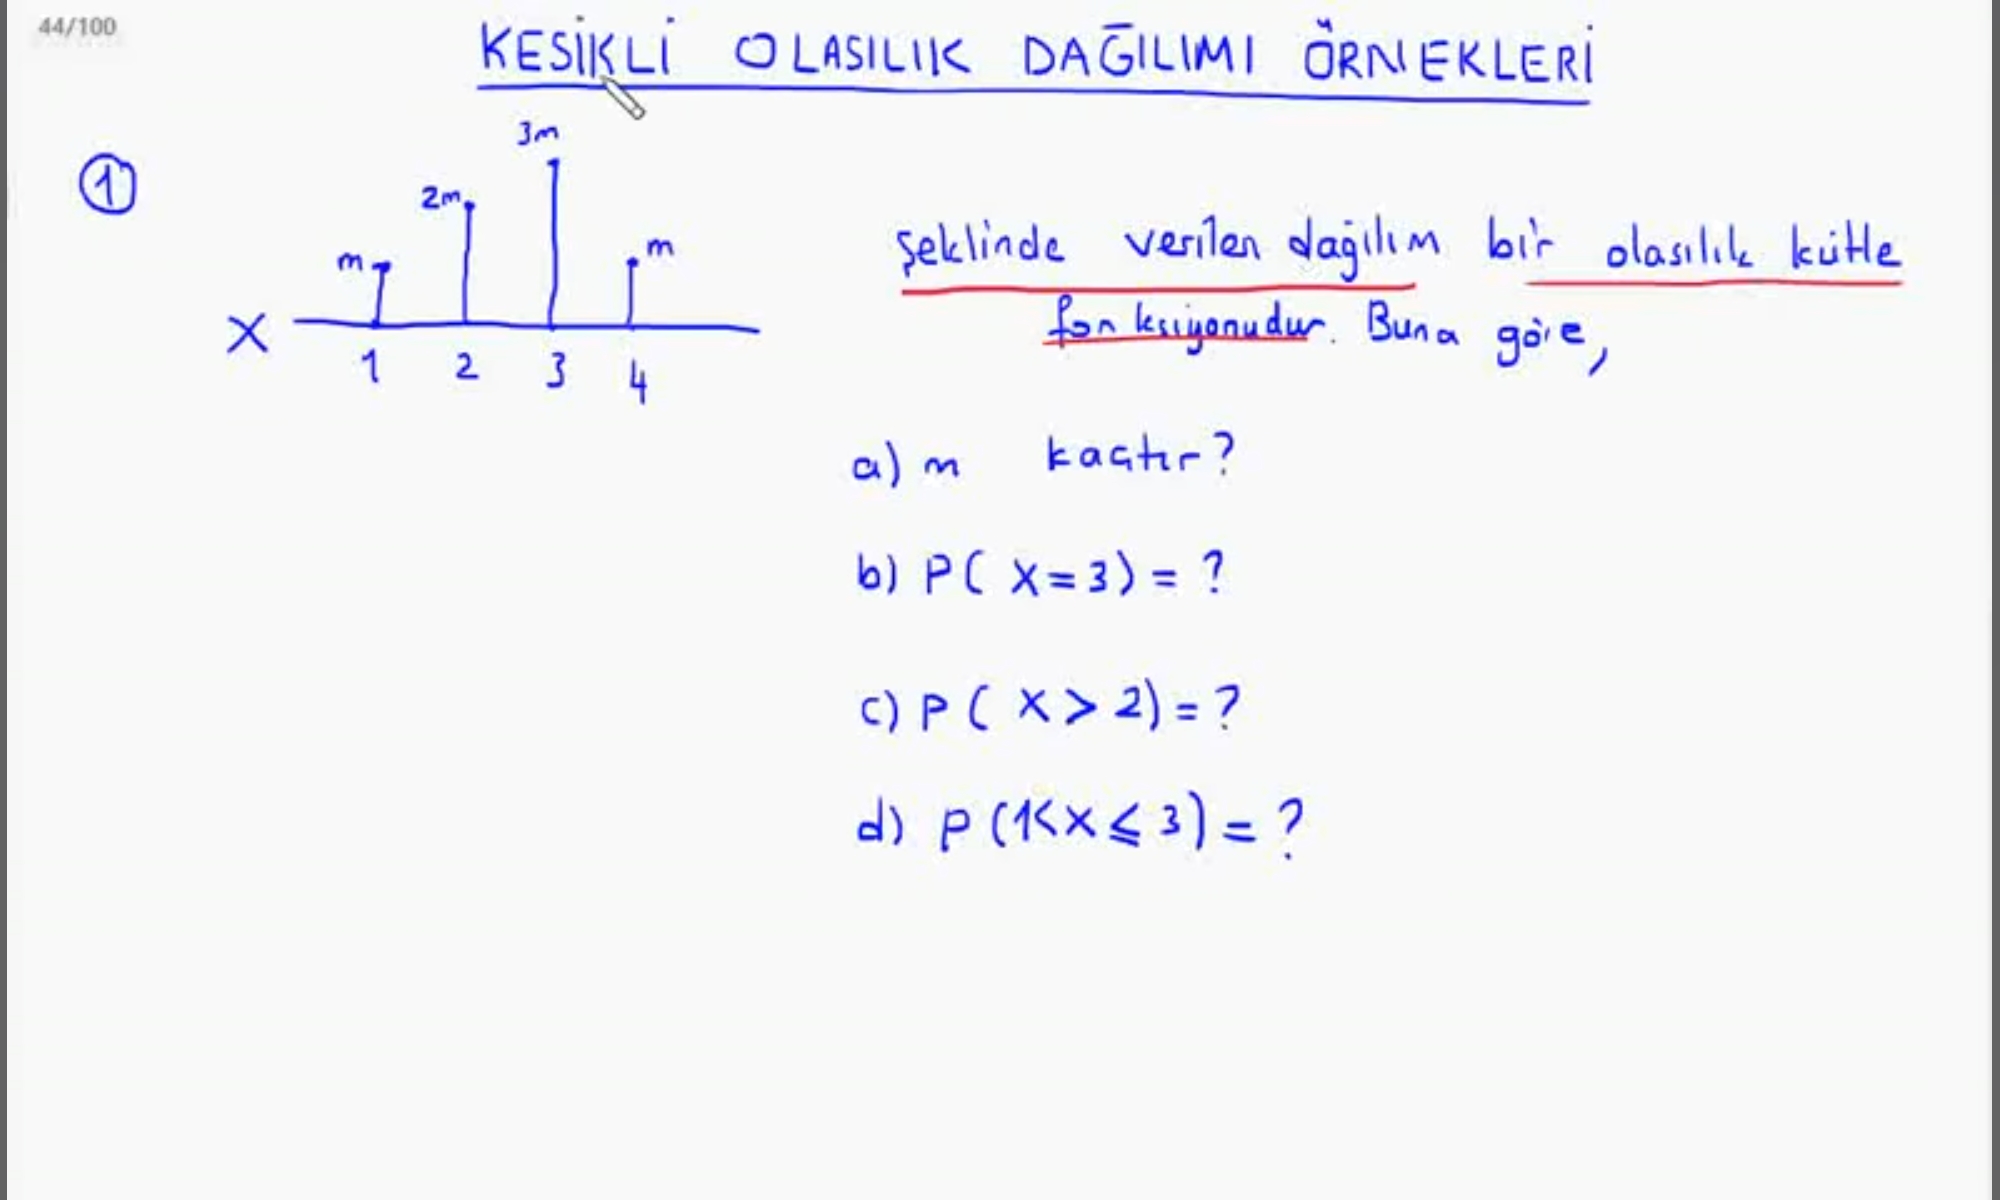 44/100
KESİKLİ OLASILIK DAĞILIMI ÖRNEKLERİ
1
3m
2m
m
m
X
1 2 3 4
şeklinde verilen dağılım bir olasılık kütle
fonksiyonudur. Buna göre,
a) m kaçtır?
b) P( X=3) = ?
c) P( X > 2) = ?
d) P(1<X⩽3) = ?